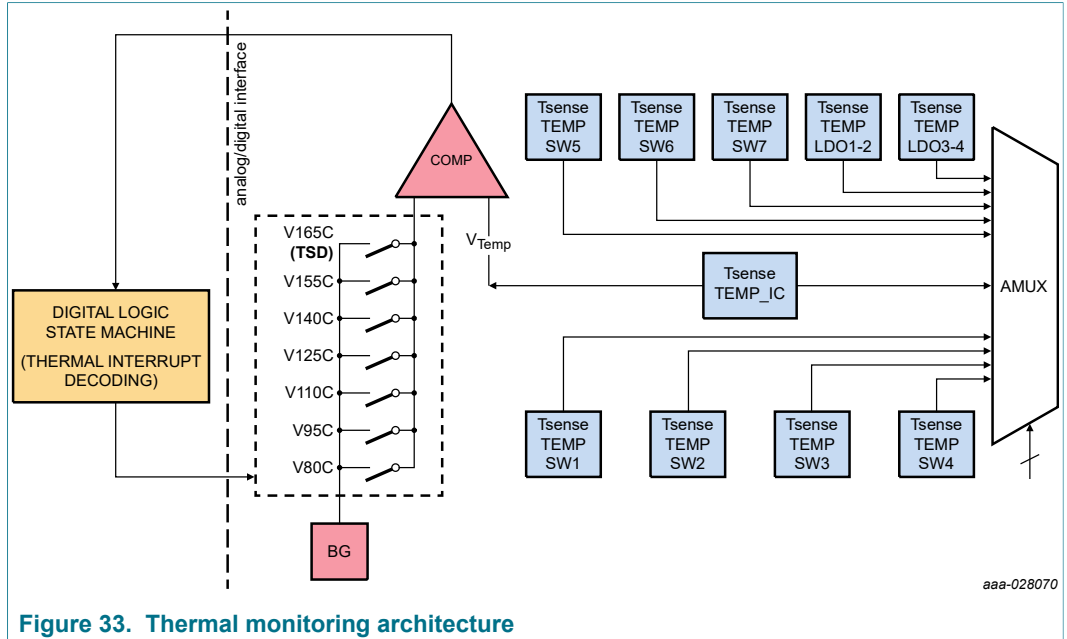 analog/digital interface
COMP
V165C
(TSD)
V155C
V140C
V125C
V110C
V95C
V80C
BG
DIGITAL LOGIC
STATE MACHINE
(THERMAL INTERRUPT
DECODING)
VTemp
Tsense
TEMP
SW5
Tsense
TEMP
SW6
Tsense
TEMP
SW7
Tsense
TEMP
LDO1-2
Tsense
TEMP
LDO3-4
Tsense
TEMP_IC
AMUX
Tsense
TEMP
SW1
Tsense
TEMP
SW2
Tsense
TEMP
SW3
Tsense
TEMP
SW4
aaa-028070
Figure 33. Thermal monitoring architecture